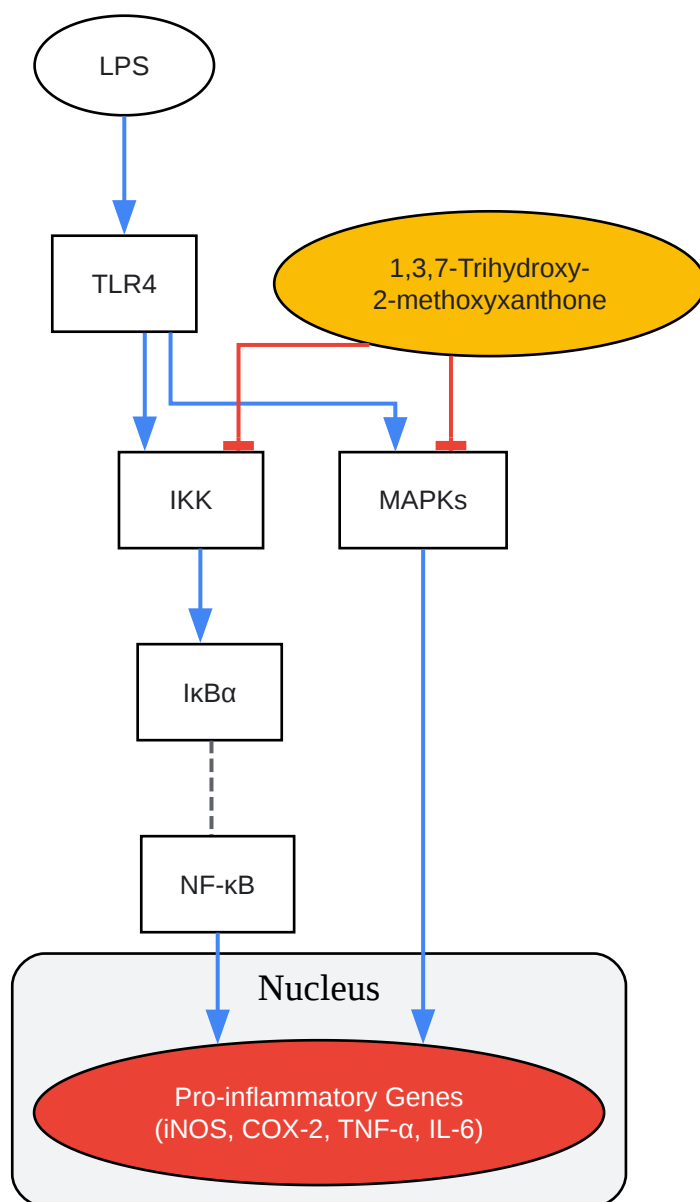 LPS
TLR4
1,3,7-Trihydroxy-
2-methoxyxanthone
IKK
MAPKs
IκBα
NF-κB
Nucleus
Pro-inflammatory Genes
(iNOS, COX-2, TNF-α, IL-6)